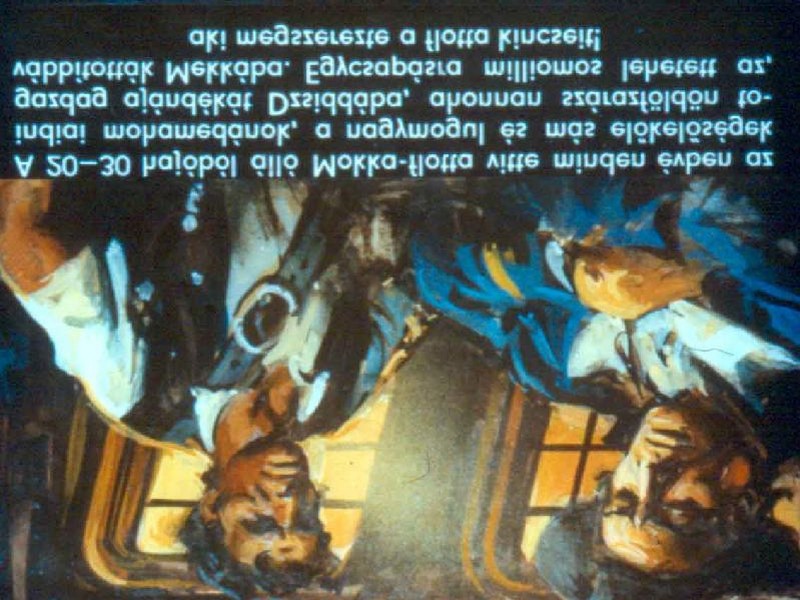 A 20–30 hajóból álló Mokka-flotta vitte minden évben az
indiai mohamedánok, a nagymogul és más előkelőségek
gazdag ajándékát Dzsiddába, ahonnan szárazföldön to-
vábbították Mekkába. Egycsapásra milliomos lehetett az,
aki megszerezte a flotta kincseit!